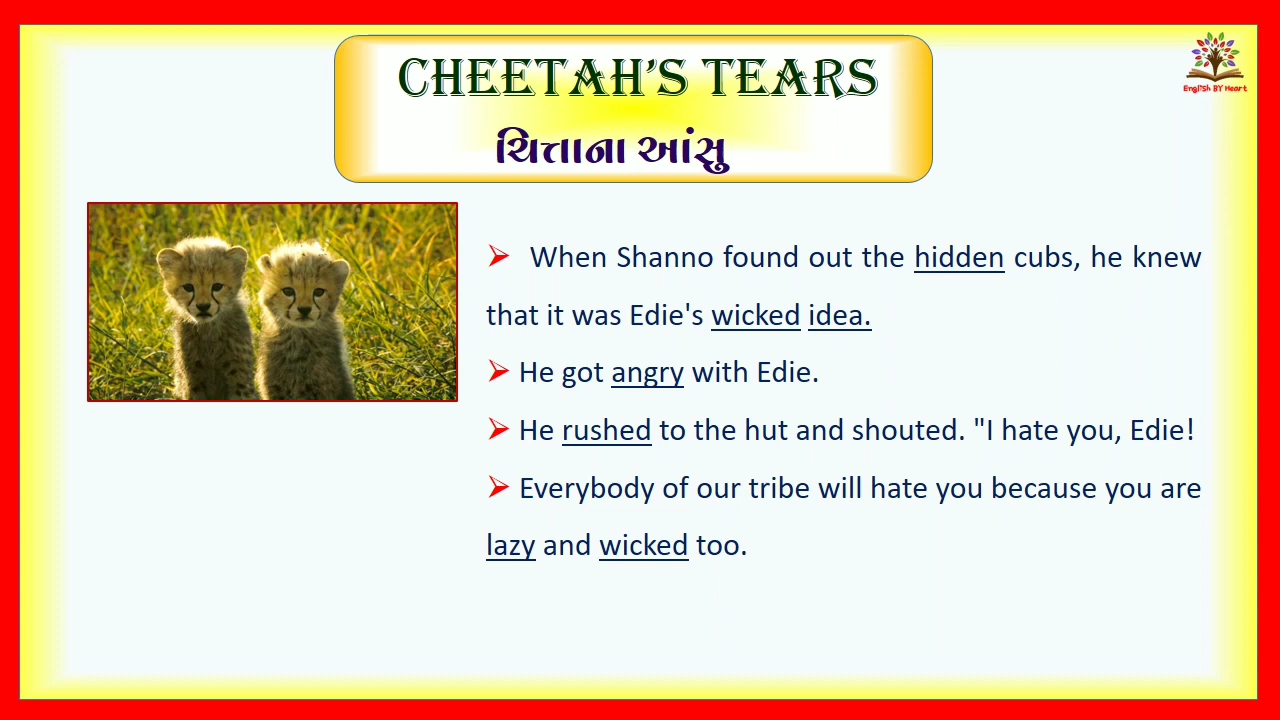 CHEETAH'S TEARS
ચિત્તાના આંસુ
English BY Heart
➢ When Shanno found out the hidden cubs, he knew
that it was Edie's wicked idea.
➢ He got angry with Edie.
➢ He rushed to the hut and shouted. "I hate you, Edie!
➢ Everybody of our tribe will hate you because you are
lazy and wicked too.